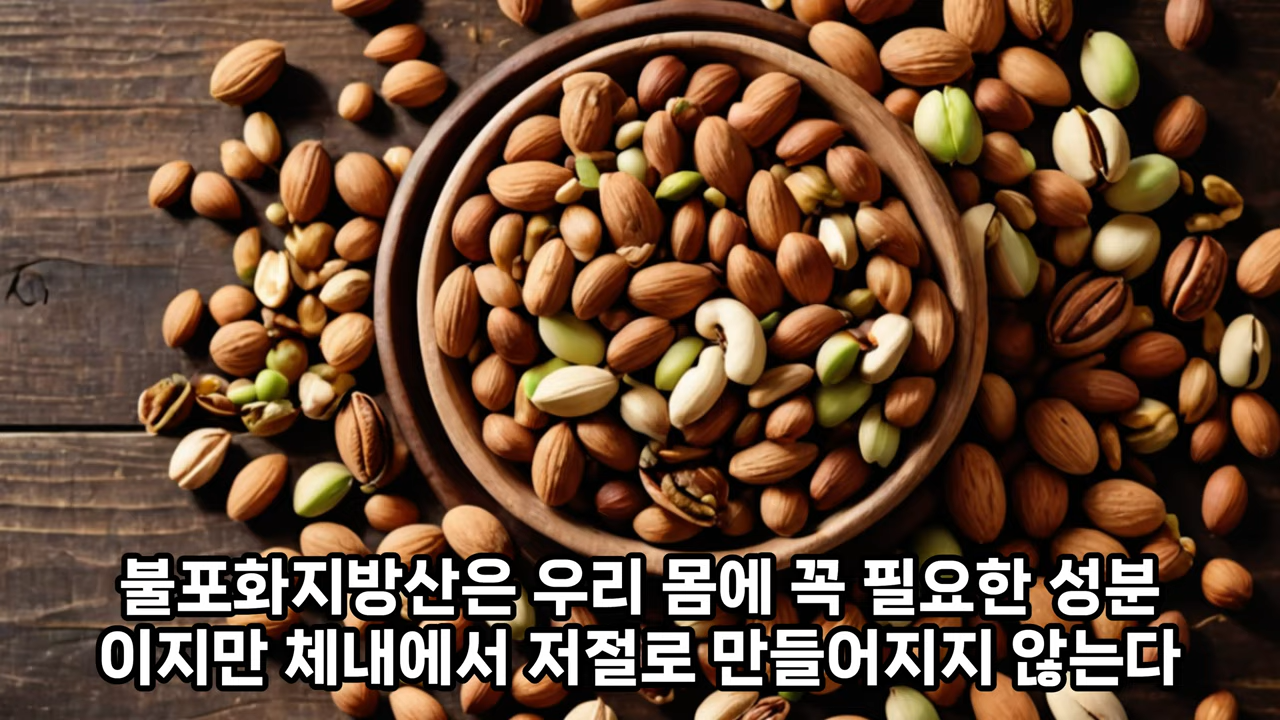 불포화지방산은 우리 몸에 꼭 필요한 성분
이지만 체내에서 저절로 만들어지지 않는다